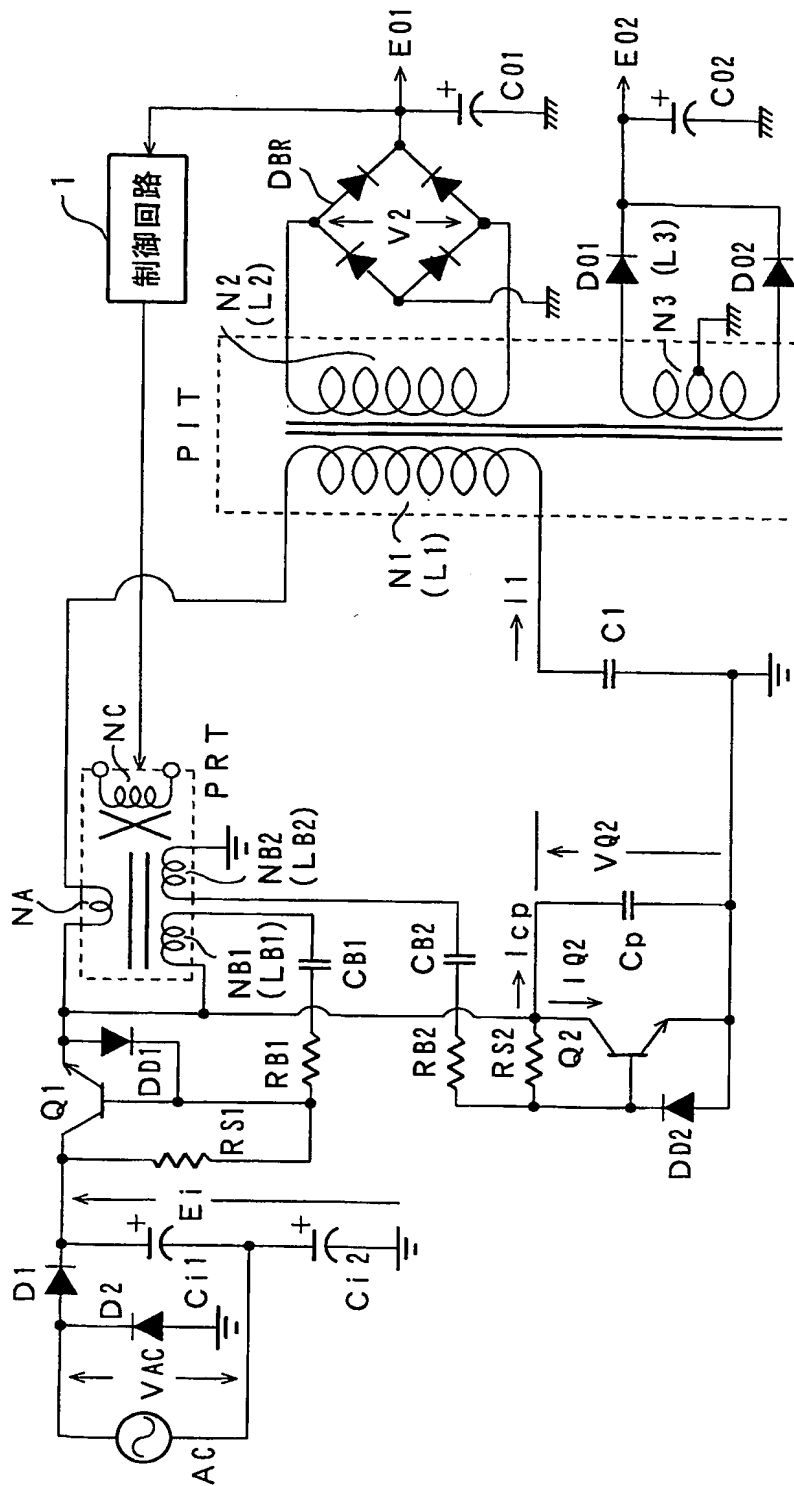 AC
VAC
D1
D2
Ci1
+
Ci2
+
Ei
Q1
RS1
DD1
RB1
CB1
NB1
(LB1)
NB2
(LB2)
NA
NC
PRT
RB2
CB2
RS2
Q2
DD2
Icp
IQ2
Cp
VQ2
C1
I1
N1
(L1)
PIT
N2
(L2)
制御回路
1
DBR
V2
E01
+
C01
N3 (L3)
D01
D02
E02
+
C02